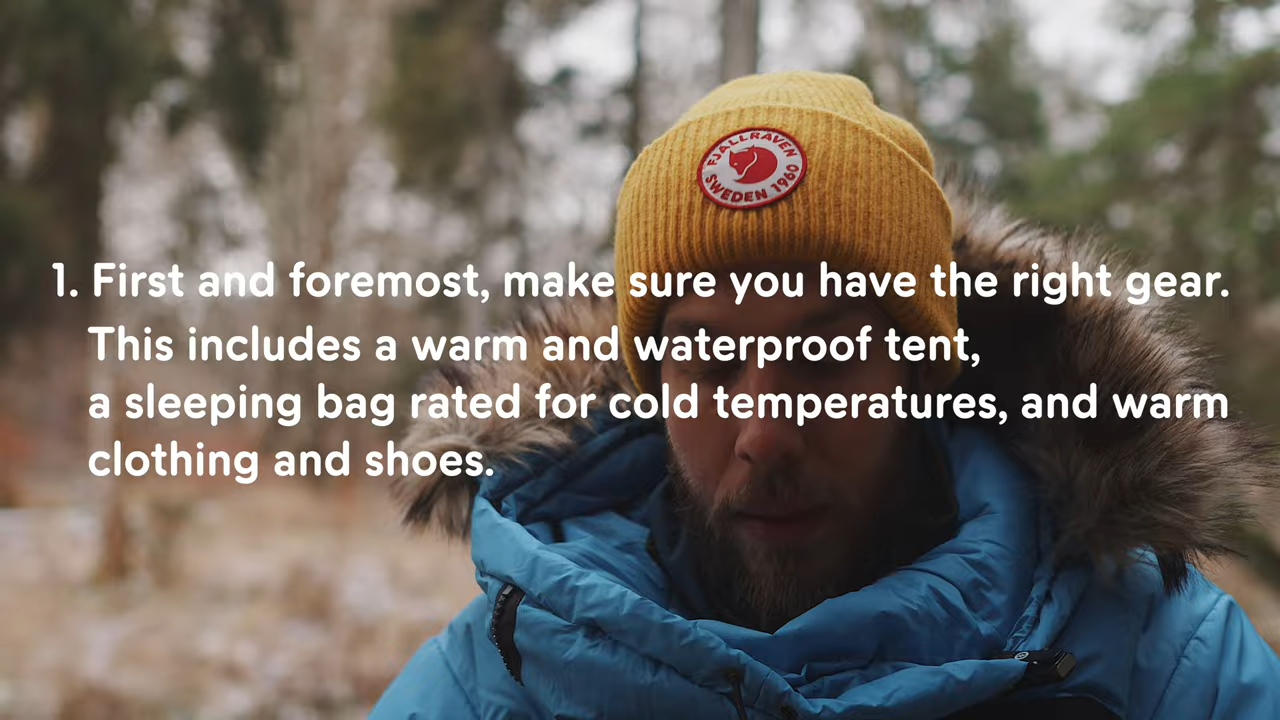 FJÄLLRÄVEN
SWEDEN 1960
1. First and foremost, make sure you have the right gear.
This includes a warm and waterproof tent,
a sleeping bag rated for cold temperatures, and warm
clothing and shoes.